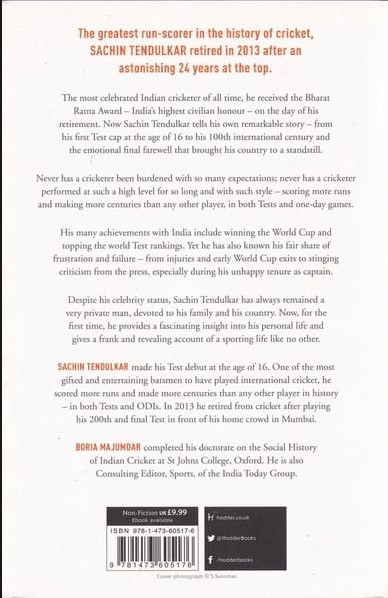 The greatest run-scorer in the history of cricket,
SACHIN TENDULKAR retired in 2013 after an
astonishing 24 years at the top.
The most celebrated Indian cricketer of all time, he received the Bharat
Ratna Award – India's highest civilian honour – on the day of his
retirement. Now Sachin Tendulkar tells his own remarkable story – from
his first Test cap at the age of 16 to his 100th international century and
the emotional final farewell that brought his country to a standstill.
Never has a cricketer been burdened with so many expectations; never has a cricketer
performed at such a high level for so long and with such style – scoring more runs
and making more centuries than any other player, in both Tests and one-day games.
His many achievements with India include winning the World Cup and
topping the world Test rankings. Yet he has also known his fair share of
frustration and failure – from injuries and early World Cup exits to stinging
criticism from the press, especially during his unhappy tenure as captain.
Despite his celebrity status, Sachin Tendulkar has always remained a
very private man, devoted to his family and his country. Now, for the
first time, he provides a fascinating insight into his personal life and
gives a frank and revealing account of a sporting life like no other.
SACHIN TENDULKAR made his Test debut at the age of 16. One of the most
gifted and entertaining batsmen to have played international cricket, he
scored more runs and made more centuries than any other player in history
– in both Tests and ODIs. In 2013 he retired from cricket after playing
his 200th and final Test in front of his home crowd in Mumbai.
BORIA MAJUMDAR completed his doctorate on the Social History
of Indian Cricket at St Johns College, Oxford. He is also
Consulting Editor, Sports, of the India Today Group.
Non-Fiction UK £9.99
Ebook available
ISBN 978-1-473-60517-6
9 781473 605176
hodder.co.uk
@HodderBooks
/hodderbooks
Cover photograph © S.Sukumar